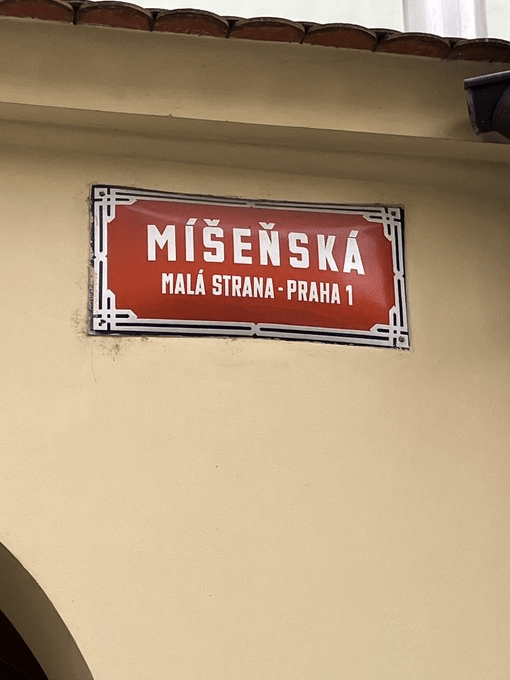 MÍŠEŇSKÁ
MALÁ STRANA - PRAHA 1